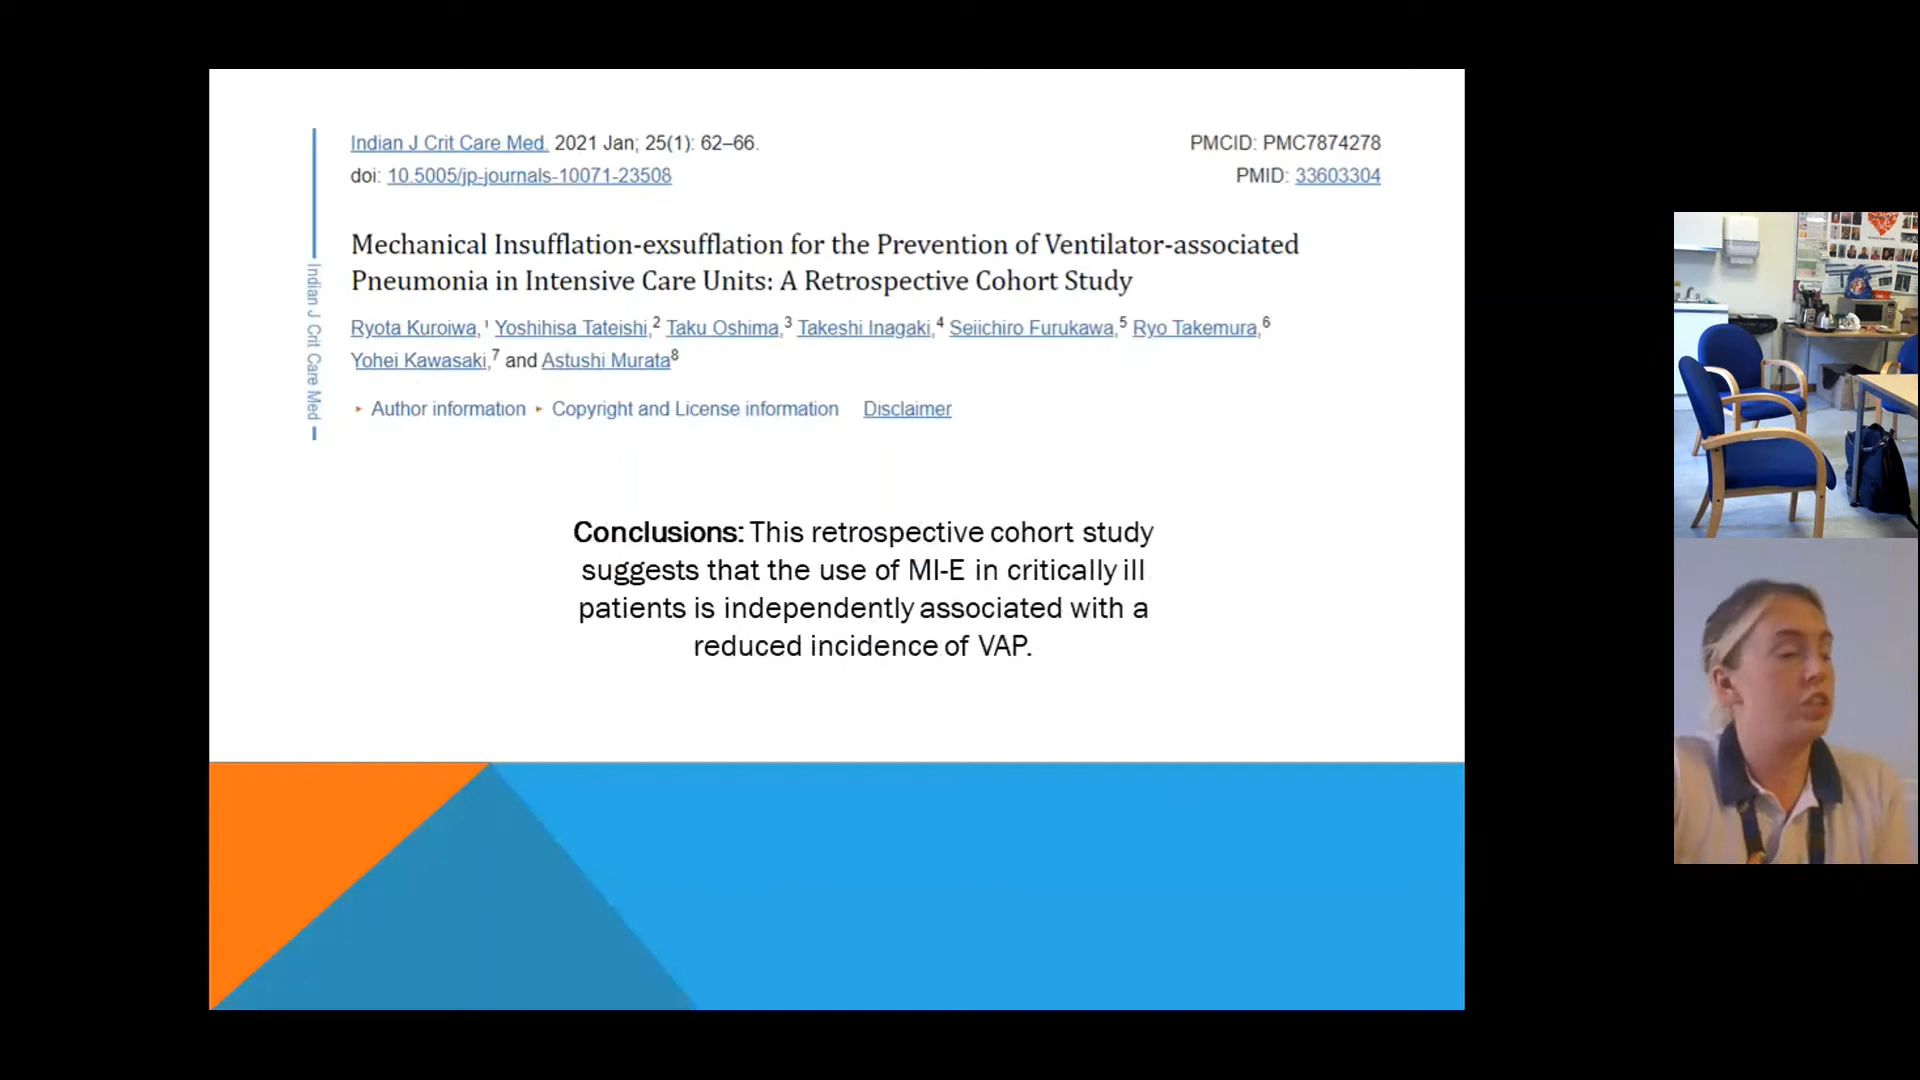 Indian J Crit Care Med. 2021 Jan; 25(1): 62–66.
doi: 10.5005/jp-journals-10071-23508
PMCID: PMC7874278
PMID: 33603304
Indian J Crit Care Med
Mechanical Insufflation-exsufflation for the Prevention of Ventilator-associated
Pneumonia in Intensive Care Units: A Retrospective Cohort Study
Ryota Kuroiwa,1 Yoshihisa Tateishi,2 Taku Oshima,3 Takeshi Inagaki,4 Seiichiro Furukawa,5 Ryo Takemura,6
Yohei Kawasaki,7 and Astushi Murata8
▸ Author information ▸ Copyright and License information Disclaimer
Conclusions: This retrospective cohort study
suggests that the use of MI-E in critically ill
patients is independently associated with a
reduced incidence of VAP.